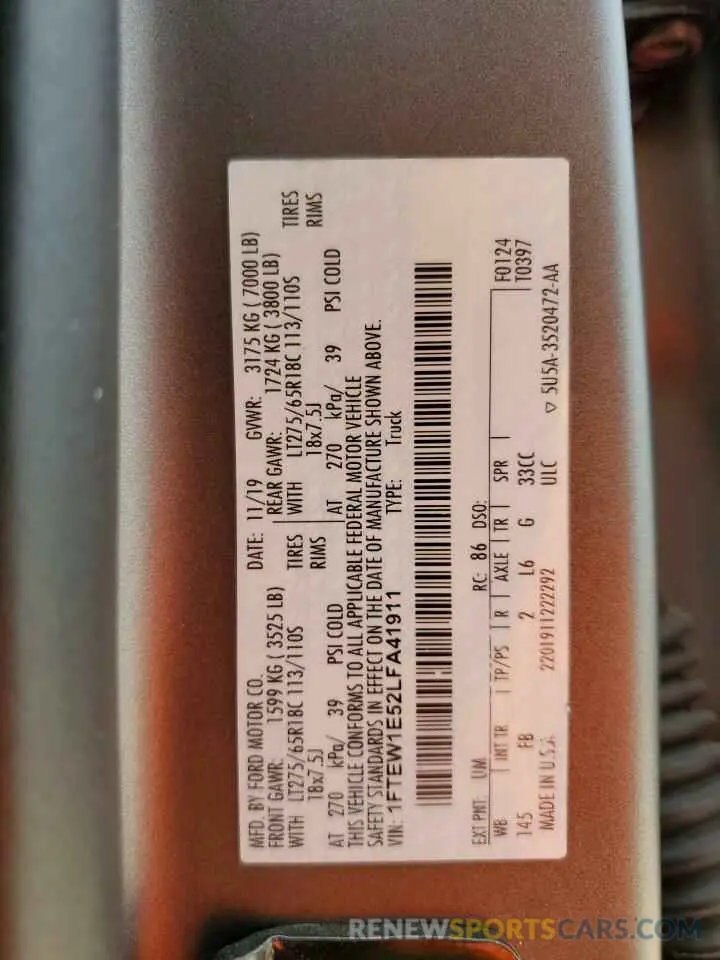 MFD. BY FORD MOTOR CO. DATE: 11/19 GVWR: 3175 KG ( 7000 LB)
FRONT GAWR: 1599 KG ( 3525 LB) REAR GAWR: 1724 KG ( 3800 LB)
WITH LT275/65R18C 113/110S TIRES WITH LT275/65R18C 113/110S TIRES
18x7.5J RIMS 18x7.5J RIMS
AT 270 kPa/ 39 PSI COLD AT 270 kPa/ 39 PSI COLD
THIS VEHICLE CONFORMS TO ALL APPLICABLE FEDERAL MOTOR VEHICLE
SAFETY STANDARDS IN EFFECT ON THE DATE OF MANUFACTURE SHOWN ABOVE.
VIN: 1FTEW1E52LFA41911 TYPE: Truck
EXT PNT: UM RC: 86 DSO:
WB INT TR TP/PS R AXLE TR SPR F0124
145 FB 2 L6 G 33CC T0397
MADE IN U.S.A. 2201911222292 ULC ▽ 5U5A-3520472-AA
RENEWSPORTSCARS.COM